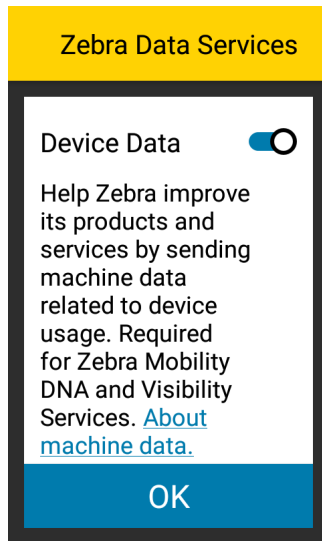 Zebra Data Services
Device Data
Help Zebra improve
its products and
services by sending
machine data
related to device
usage. Required
for Zebra Mobility
DNA and Visibility
Services. About
machine data.
OK